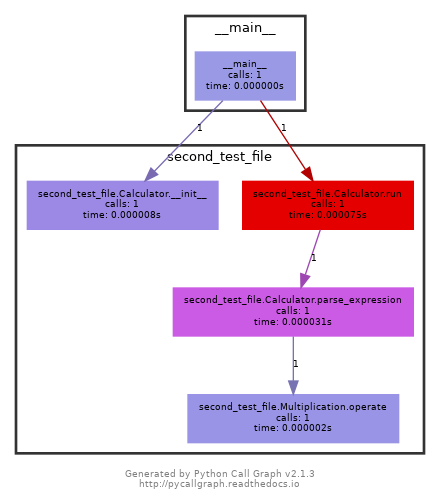 __main__
__main__
calls: 1
time: 0.000000s
1
1
second_test_file
second_test_file.Calculator.__init__
calls: 1
time: 0.000008s
second_test_file.Calculator.run
calls: 1
time: 0.000075s
1
second_test_file.Calculator.parse_expression
calls: 1
time: 0.000031s
1
second_test_file.Multiplication.operate
calls: 1
time: 0.000002s
Generated by Python Call Graph v2.1.3
http://pycallgraph.readthedocs.io